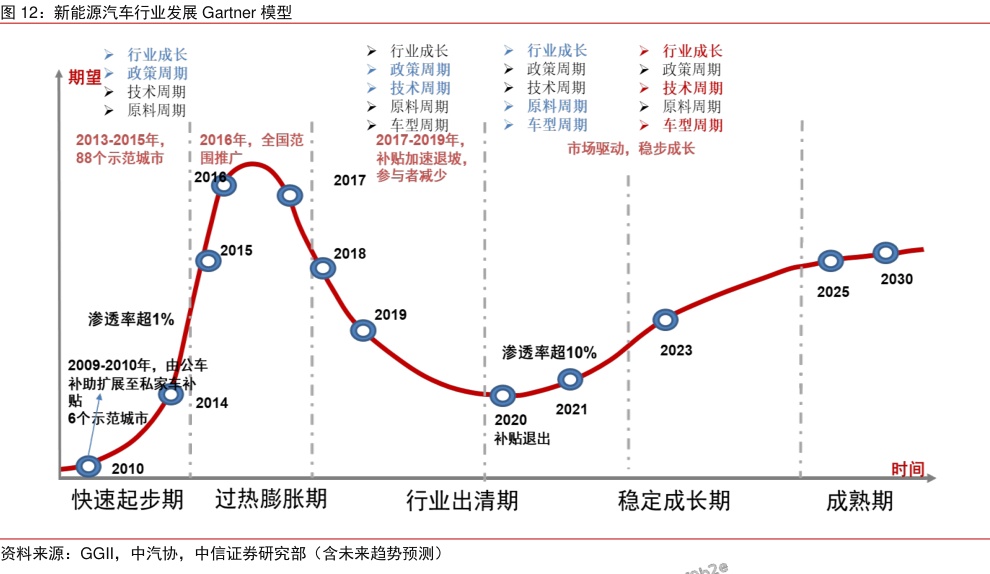 图 12：新能源汽车行业发展 Gartner 模型
期望
➢ 行业成长
➢ 政策周期
➢ 技术周期
➢ 原料周期
➢ 行业成长
➢ 政策周期
➢ 技术周期
➢ 原料周期
➢ 车型周期
➢ 行业成长
➢ 政策周期
➢ 技术周期
➢ 原料周期
➢ 车型周期
➢ 行业成长
➢ 政策周期
➢ 技术周期
➢ 原料周期
➢ 车型周期
2013-2015年，
88个示范城市
2016年，全国范
围推广
2017-2019年，
补贴加速退坡，
参与者减少
市场驱动，稳步成长
2016
2017
2015
2018
2019
渗透率超1%
2009-2010年，由公车
补助扩展至私家车补
贴
6个示范城市
2014
2010
渗透率超10%
2020
补贴退出
2021
2023
2025
2030
时间
快速起步期
过热膨胀期
行业出清期
稳定成长期
成熟期
资料来源：GGII，中汽协，中信证券研究部（含未来趋势预测）